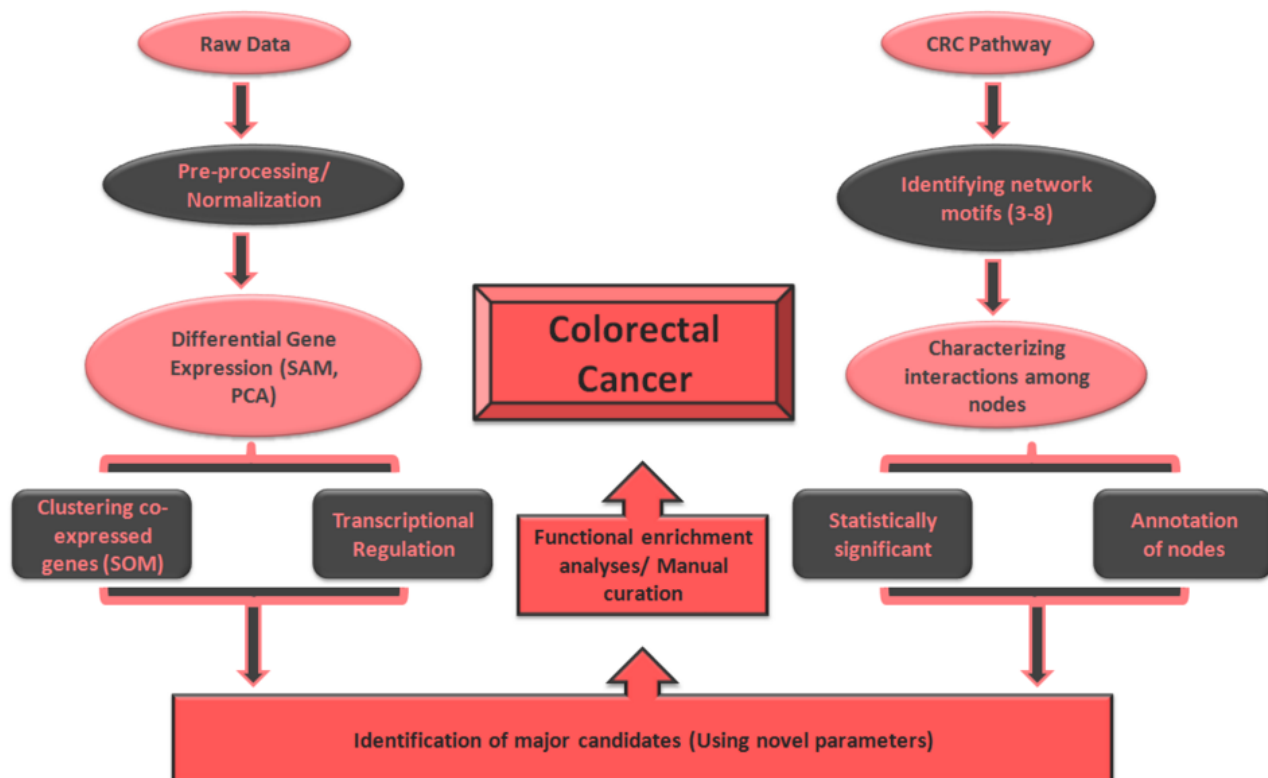 Raw Data
Pre-processing/
Normalization
Differential Gene
Expression (SAM,
PCA)
Clustering co-
expressed
genes (SOM)
Transcriptional
Regulation
Colorectal
Cancer
Functional enrichment
analyses/ Manual
curation
CRC Pathway
Identifying network
motifs (3-8)
Characterizing
interactions among
nodes
Statistically
significant
Annotation
of nodes
Identification of major candidates (Using novel parameters)